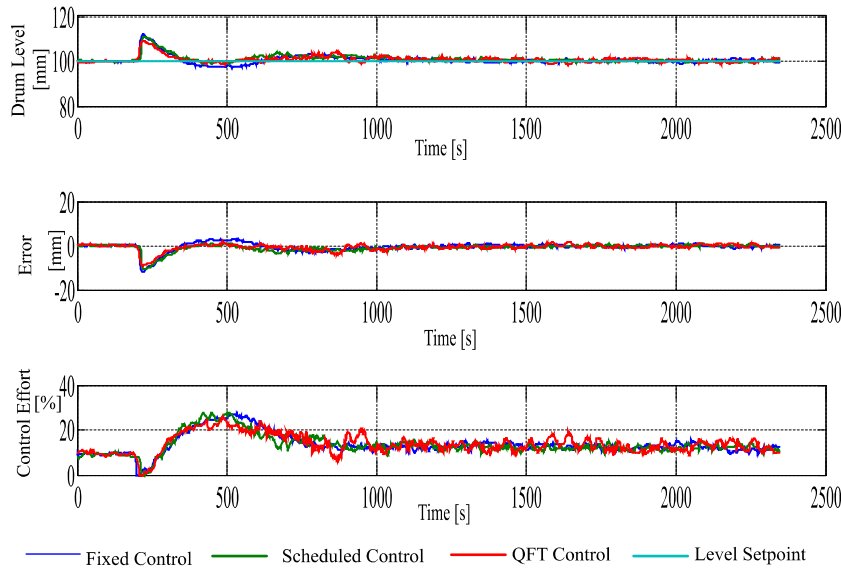 120
100
80
Drum Level
[mm]
0 500 1000 1500 2000 2500
Time [s]
20
0
-20
Error
[mm]
0 500 1000 1500 2000 2500
Time [s]
40
20
0
Control Effort
[%]
0 500 1000 1500 2000 2500
Time [s]
Fixed Control Scheduled Control QFT Control Level Setpoint